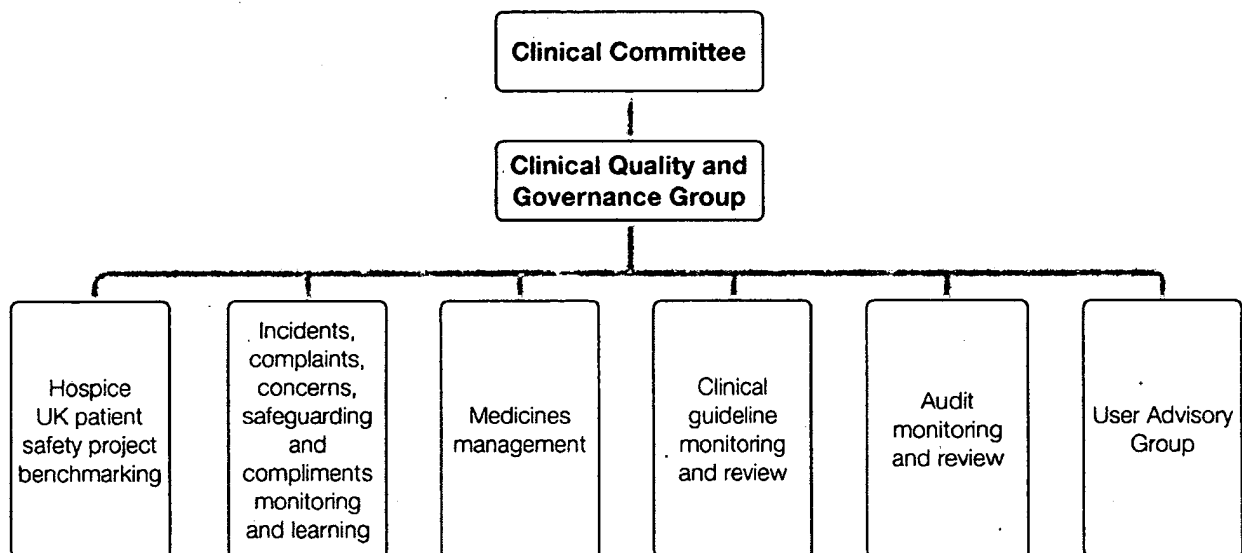 Clinical Committee
Clinical Quality and
Governance Group
Hospice
UK patient
safety project
benchmarking
Incidents,
complaints,
concerns,
safeguarding
and
compliments
monitoring
and learning
Medicines
management
Clinical
guideline
monitoring
and review
Audit
monitoring
and review
User Advisory
Group